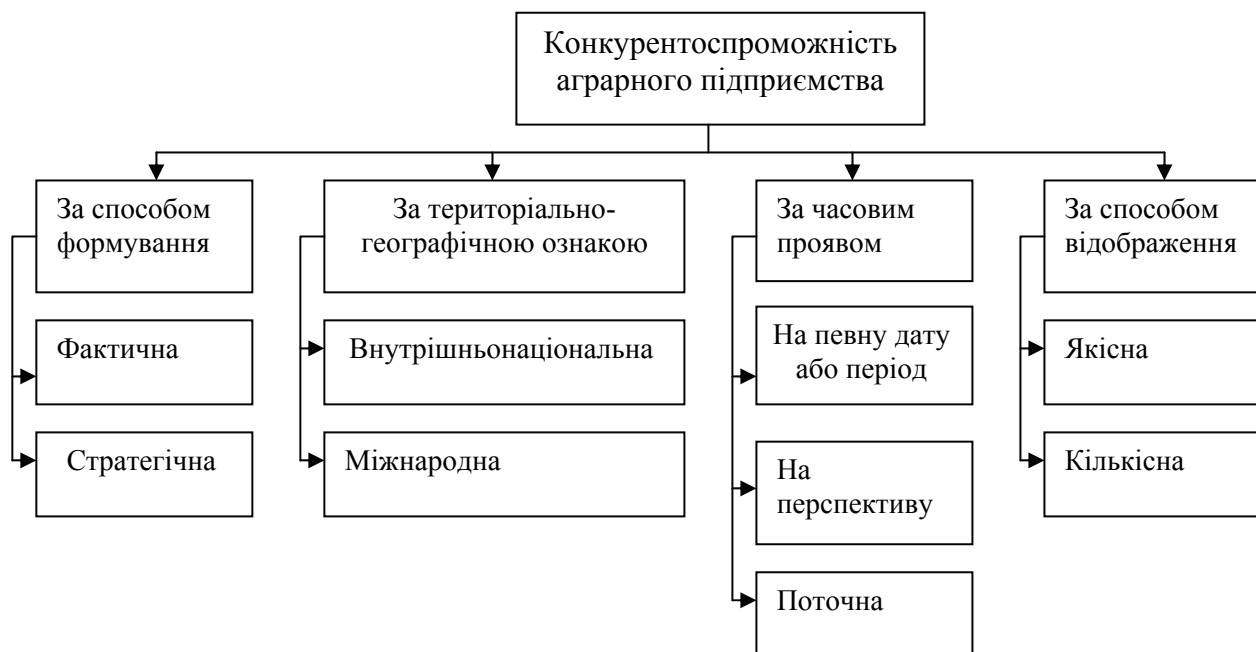 Конкурентоспроможність
аграрного підприємства
За способом
формування
Фактична
Стратегічна
За територіально-
географічною ознакою
Внутрішньонаціональна
Міжнародна
За часовим
проявом
На певну дату
або період
На
перспективу
Поточна
За способом
відображення
Якісна
Кількісна